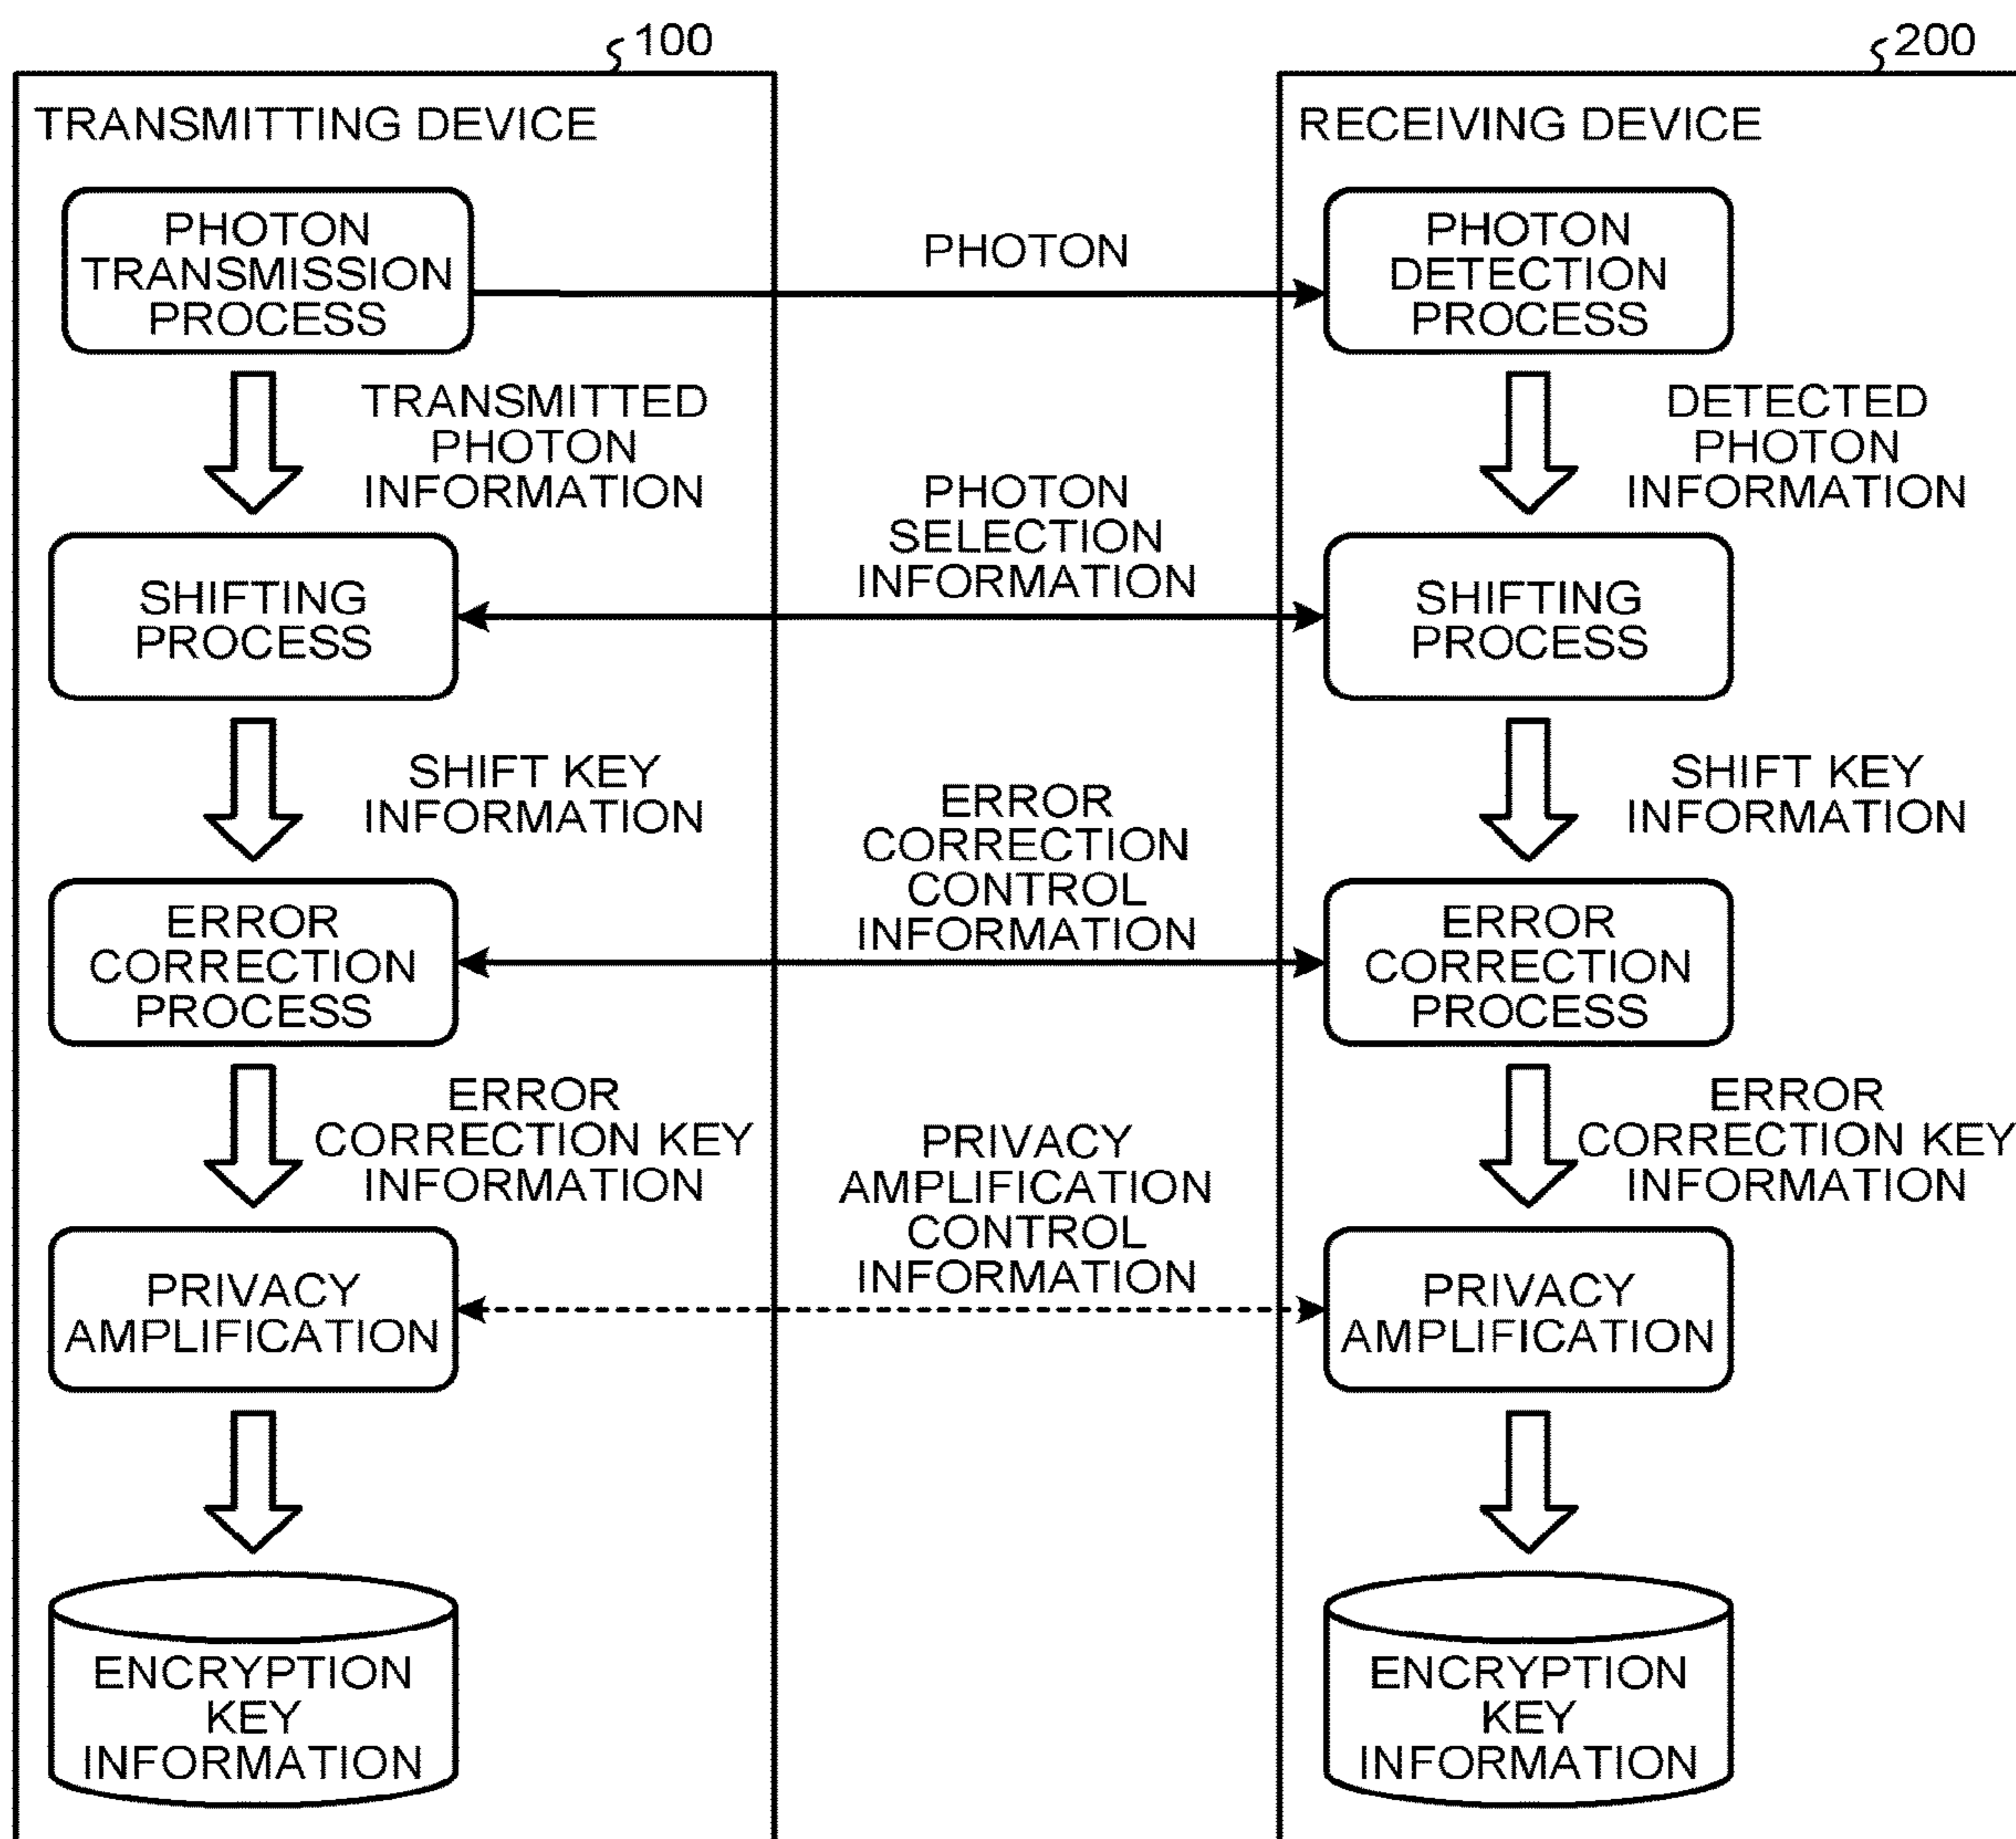 100
200
TRANSMITTING DEVICE
RECEIVING DEVICE
PHOTON
TRANSMISSION
PROCESS
PHOTON
PHOTON
DETECTION
PROCESS
TRANSMITTED
PHOTON
INFORMATION
DETECTED
PHOTON
INFORMATION
PHOTON
SELECTION
INFORMATION
SHIFTING
PROCESS
SHIFTING
PROCESS
SHIFT KEY
INFORMATION
SHIFT KEY
INFORMATION
ERROR
CORRECTION
CONTROL
INFORMATION
ERROR
CORRECTION
PROCESS
ERROR
CORRECTION
PROCESS
ERROR
CORRECTION KEY
INFORMATION
ERROR
CORRECTION KEY
INFORMATION
PRIVACY
AMPLIFICATION
CONTROL
INFORMATION
PRIVACY
AMPLIFICATION
PRIVACY
AMPLIFICATION
ENCRYPTION
KEY
INFORMATION
ENCRYPTION
KEY
INFORMATION